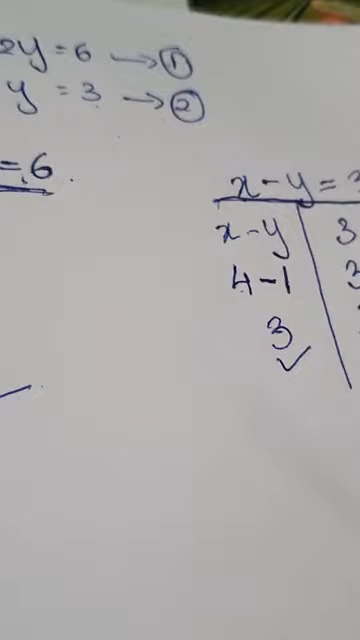 2y = 6 → ①
y = 3 → ②
= 6.
x - y = 3
x - y | 3
4 - 1 | 3
3 ✓